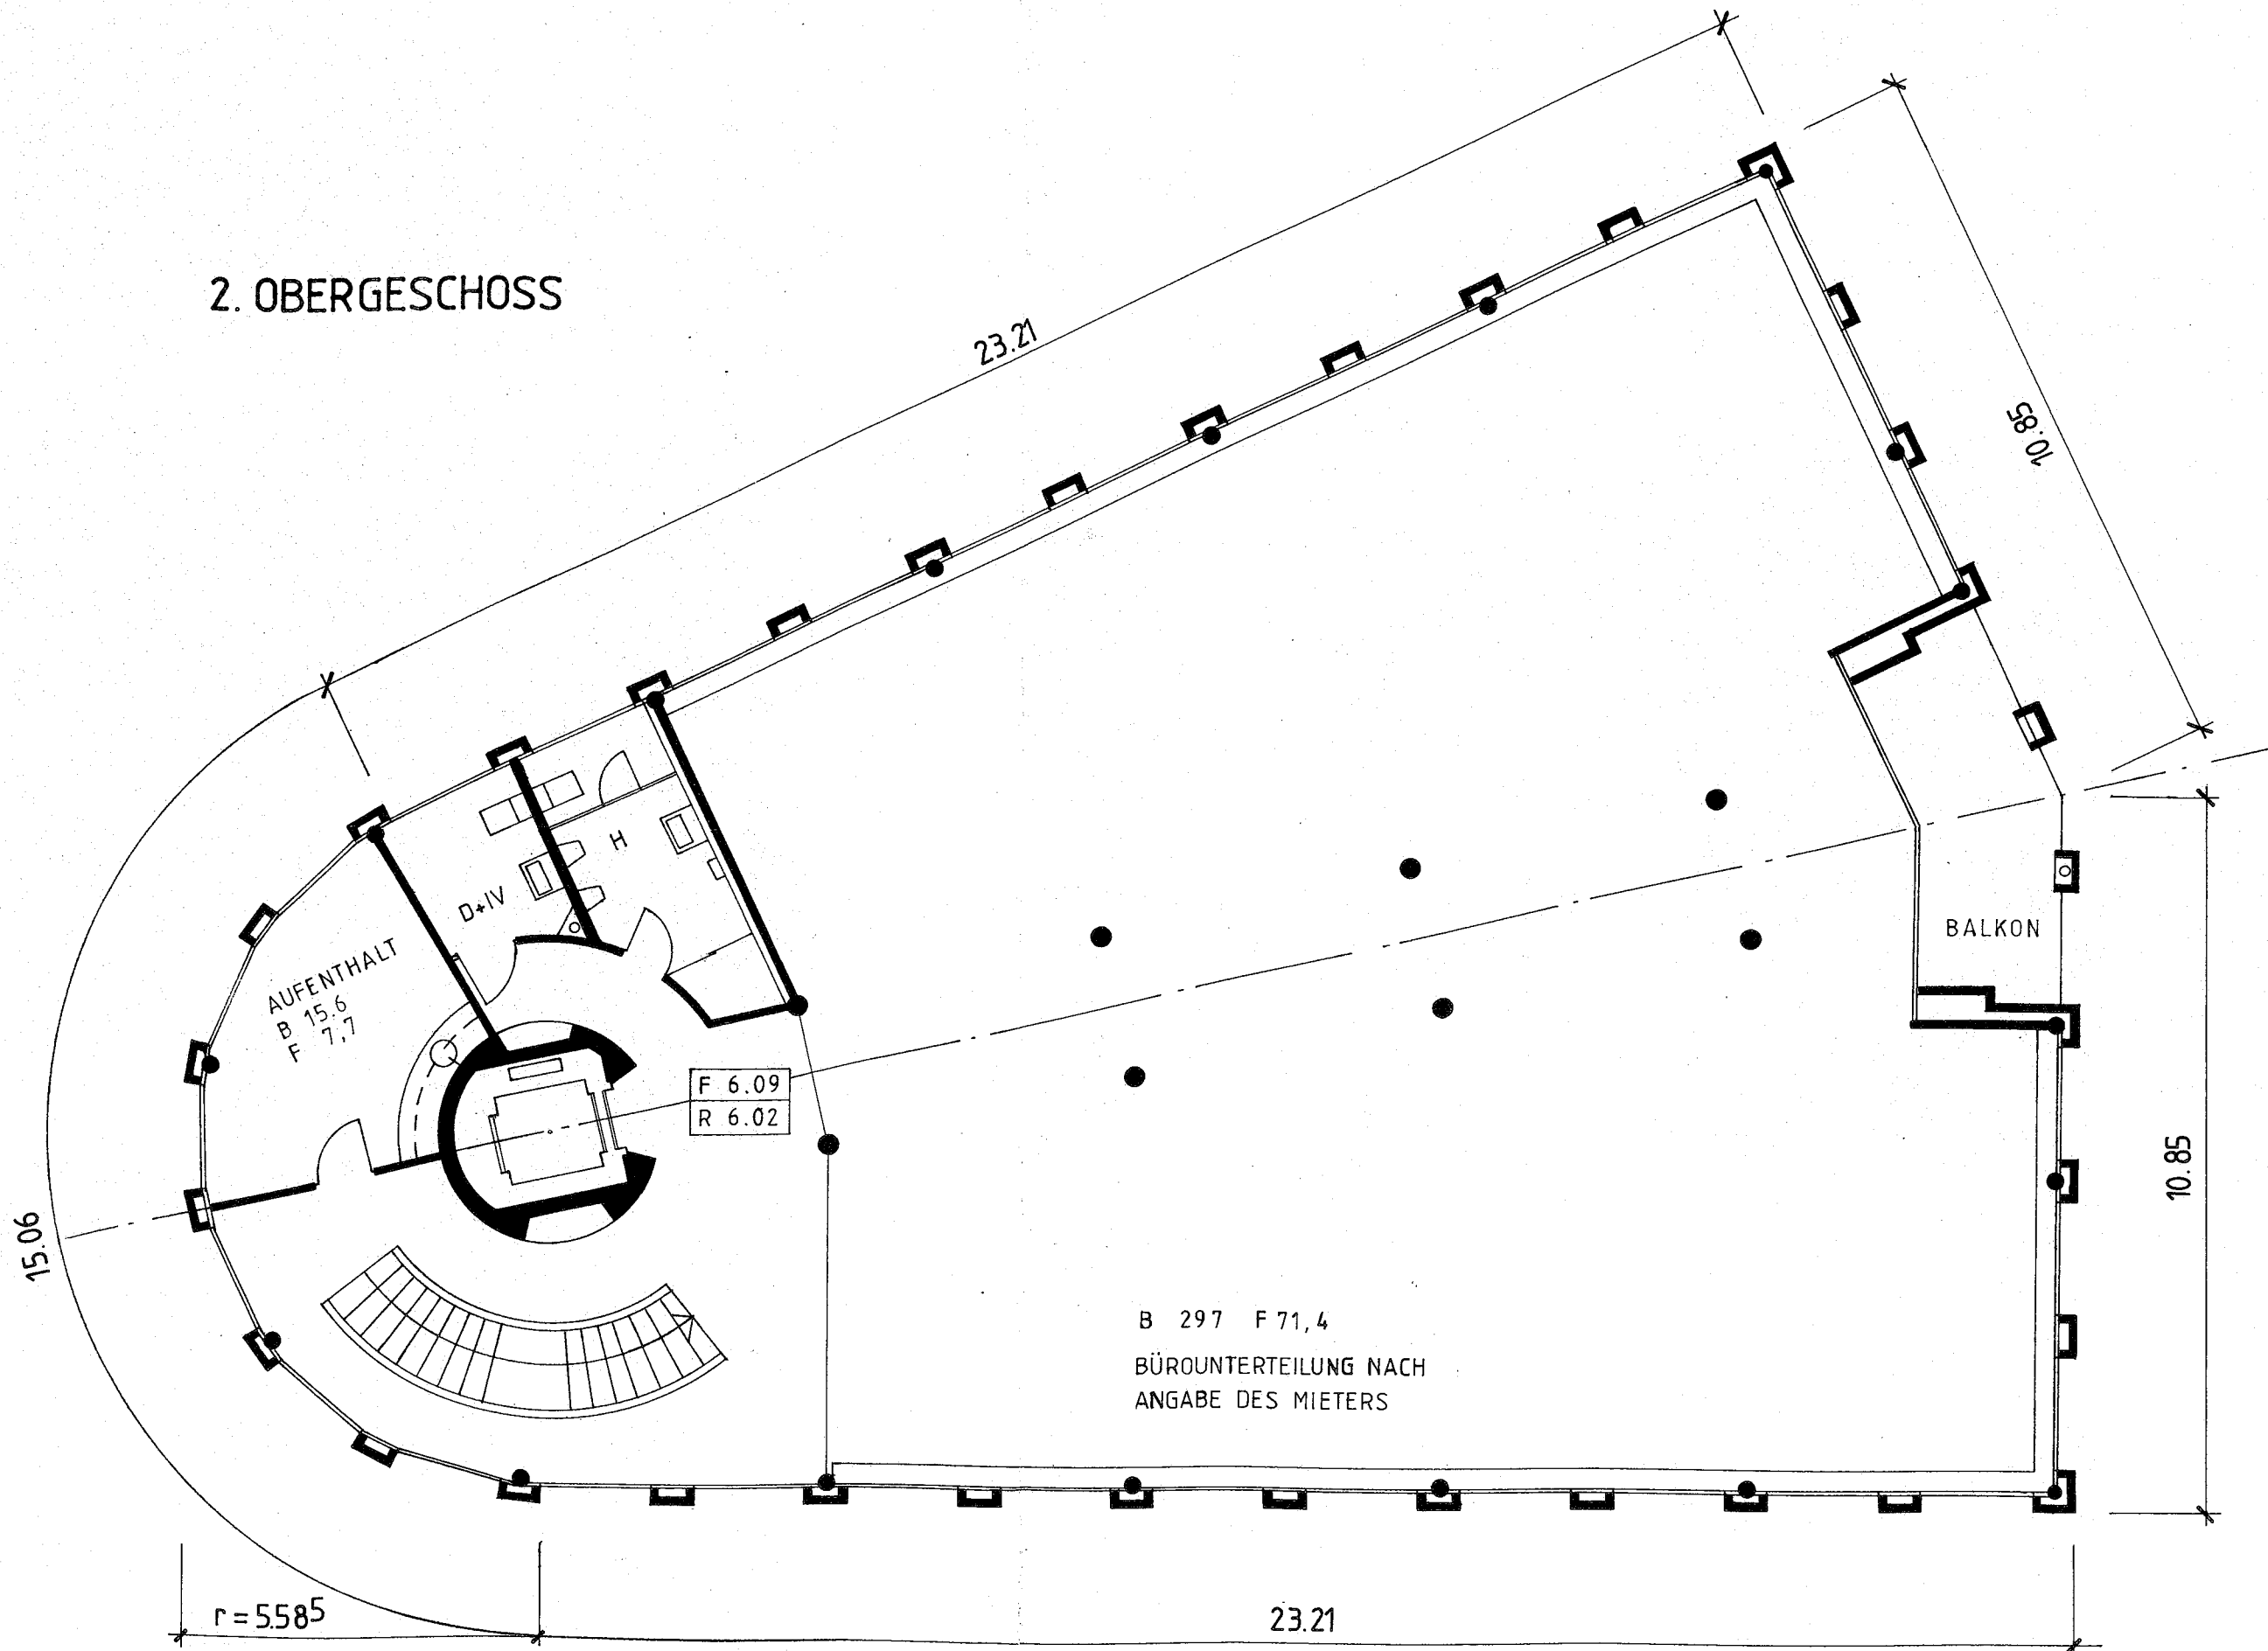 2. OBERGESCHOSS
23.21
10.85
H
D+IV
AUFENTHALT
B 15.6
F 7,7
BALKON
F 6.09
R 6.02
10.85
15.06
B 297 F 71,4
BÜROUNTERTEILUNG NACH
ANGABE DES MIETERS
r = 5.585
23.21